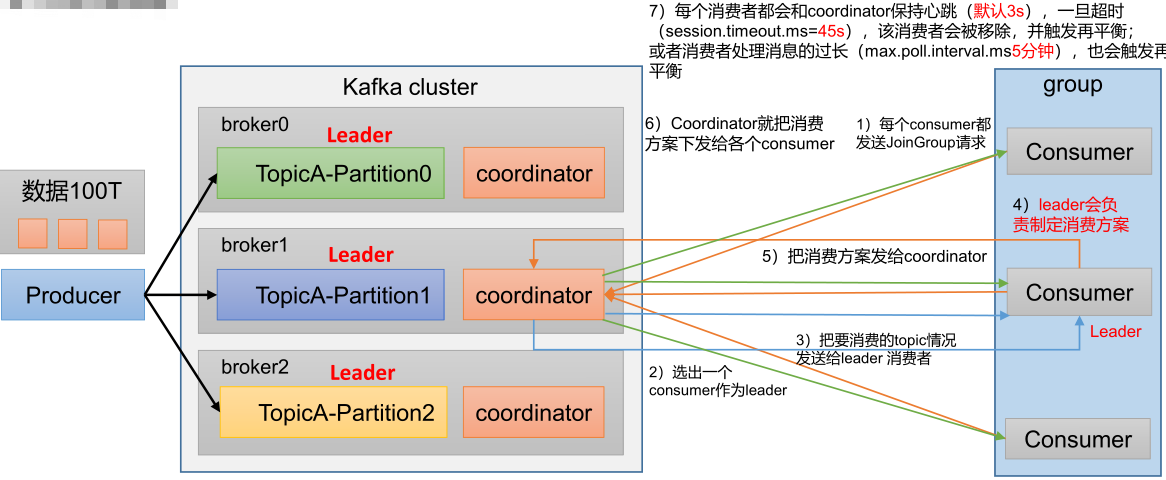 7）每个消费者都会和coordinator保持心跳（默认3s），一旦超时
（session.timeout.ms=45s），该消费者会被移除，并触发再平衡；
或者消费者处理消息的过长（max.poll.interval.ms5分钟），也会触发再
平衡
Kafka cluster
group
broker0
Leader
TopicA-Partition0
coordinator
6）Coordinator就把消费
方案下发给各个consumer
1）每个consumer都
发送JoinGroup请求
Consumer
数据100T
4）leader会负
责制定消费方案
broker1
Leader
TopicA-Partition1
coordinator
5）把消费方案发给coordinator
Consumer
Leader
Producer
3）把要消费的topic情况
发送给leader 消费者
broker2
Leader
TopicA-Partition2
coordinator
2）选出一个
consumer作为leader
Consumer